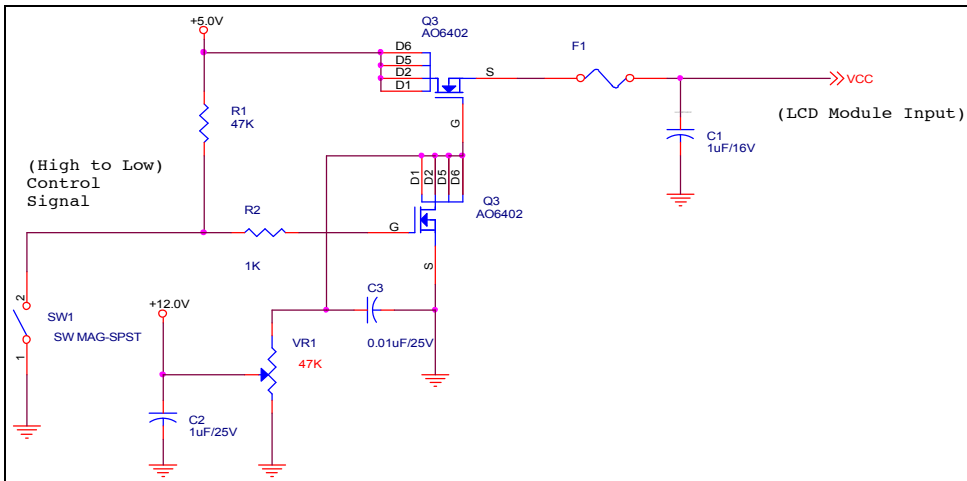 +5.0V
Q3
AO6402
D6
D5
D2
D1
S
G
F1
VCC
(LCD Module Input)
R1
47K
C1
1uF/16V
(High to Low)
Control
Signal
D1
D2
D5
D6
Q3
AO6402
R2
1K
G
S
2
1
SW1
SW MAG-SPST
+12.0V
C3
0.01uF/25V
VR1
47K
C2
1uF/25V